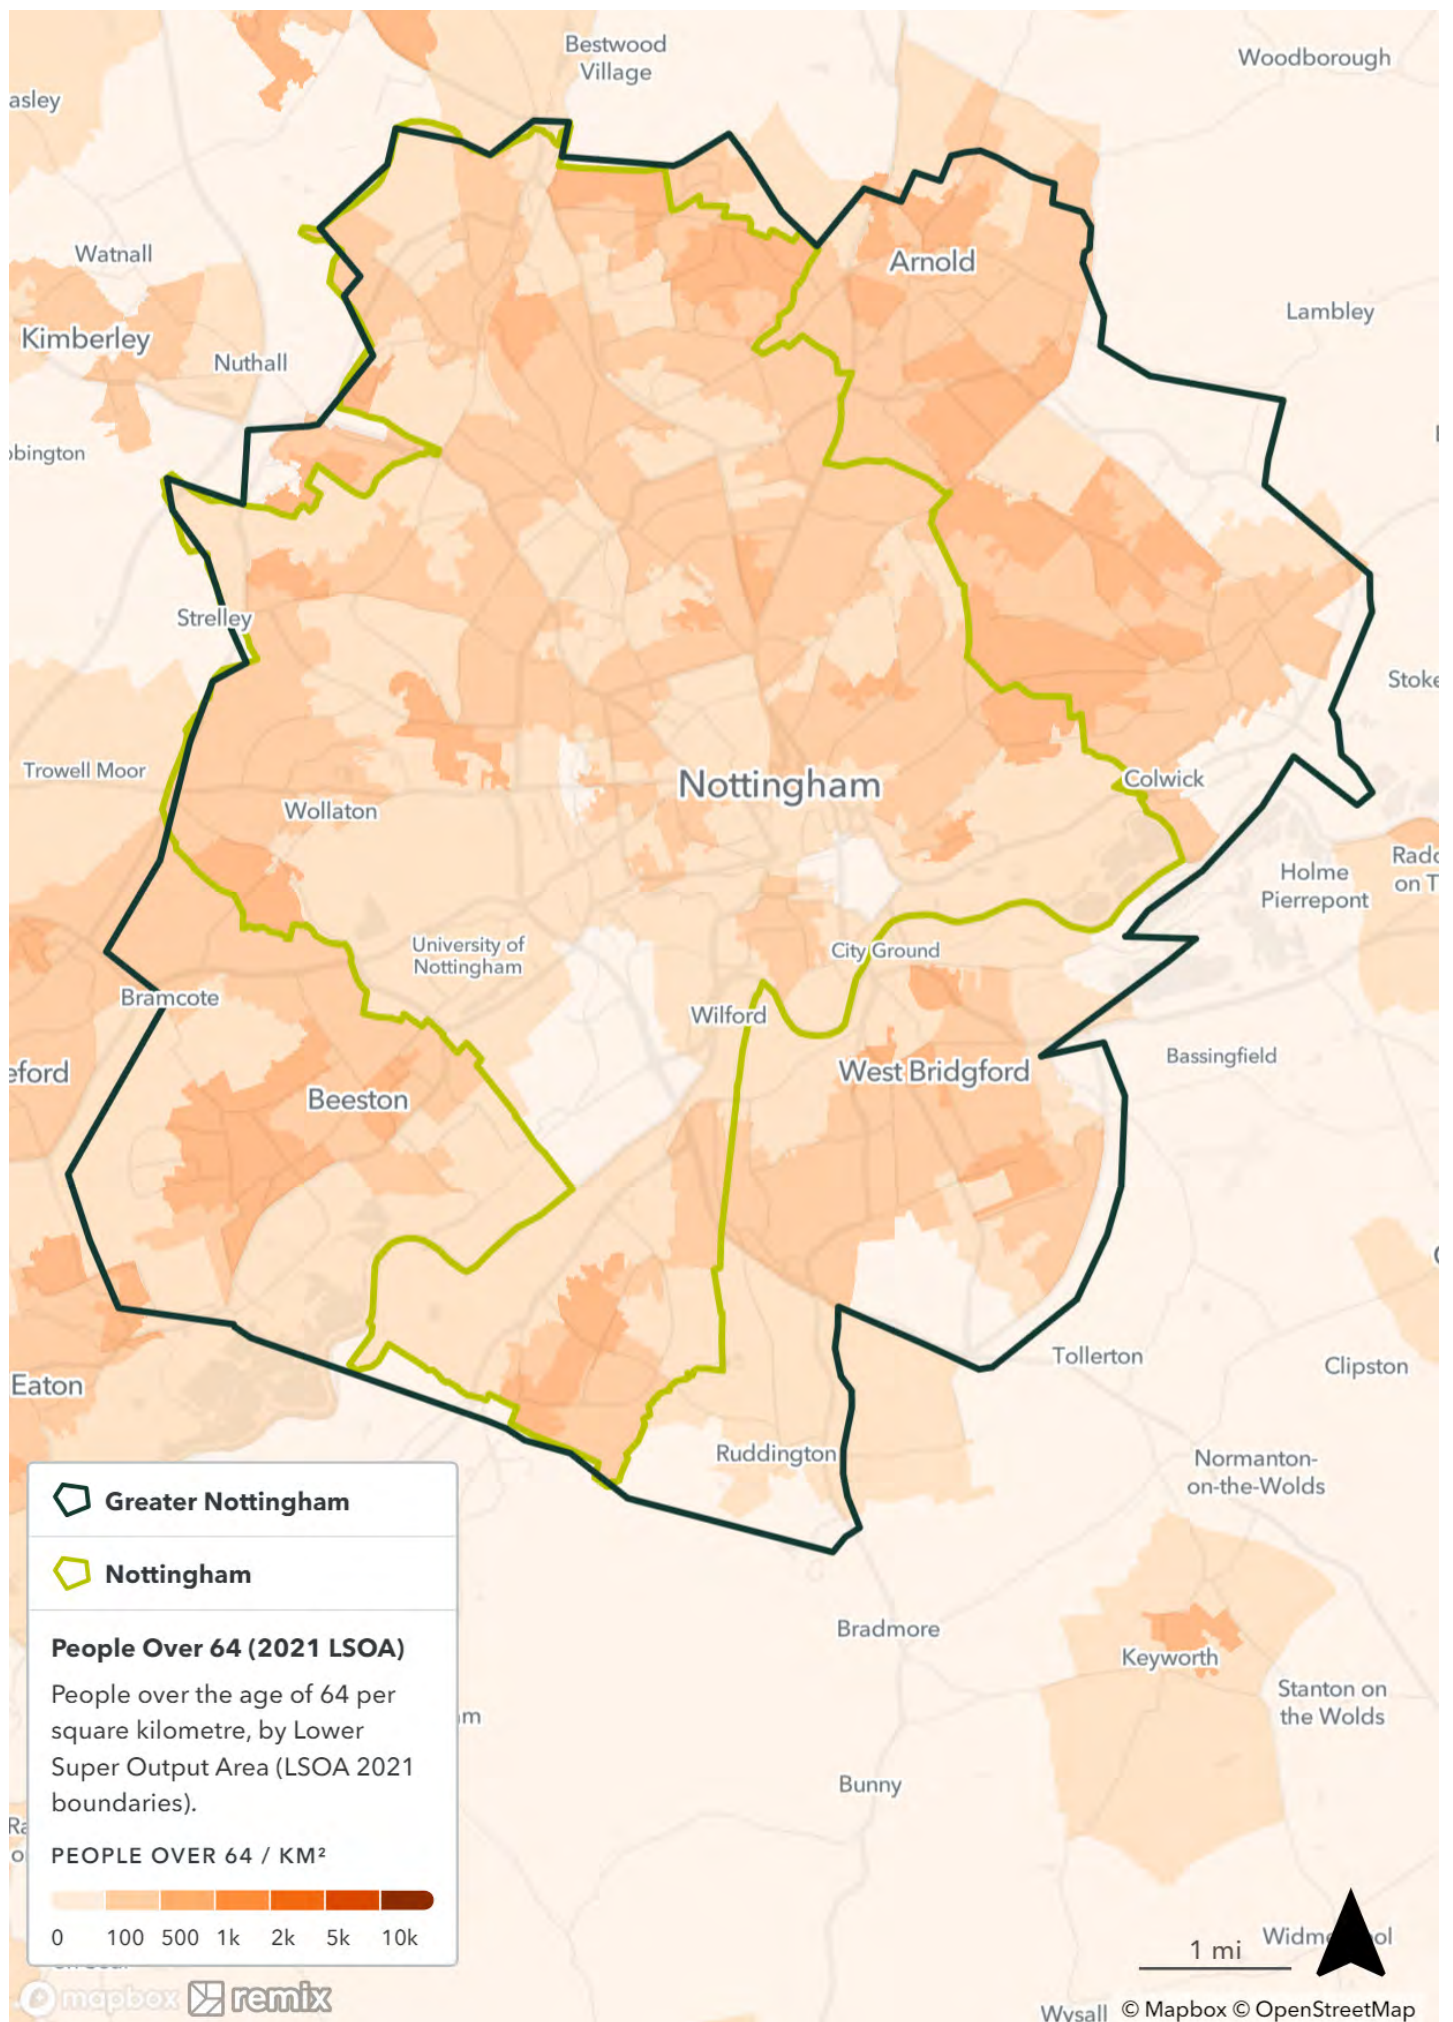 Bestwood
Village
Woodborough
asley
Watnall
Arnold
Lambley
Kimberley
Nuthall
obington
Strelley
Stoke
Trowell Moor
Nottingham
Colwick
Wollaton
Holme
Pierrepont
Radc
on T
University of
Nottingham
City Ground
Bramcote
Wilford
Bassingfield
eford
West Bridgford
Beeston
Tollerton
Clipston
Eaton
Ruddington
Normanton-
on-the-Wolds
Greater Nottingham
Nottingham
Bradmore
People Over 64 (2021 LSOA)
Keyworth
People over the age of 64 per
square kilometre, by Lower
Super Output Area (LSOA 2021
boundaries).
Stanton on
the Wolds
m
Bunny
Ra
o
PEOPLE OVER 64 / KM²
0 100 500 1k 2k 5k 10k
1 mi
mapbox remix
Wysall © Mapbox © OpenStreetMap